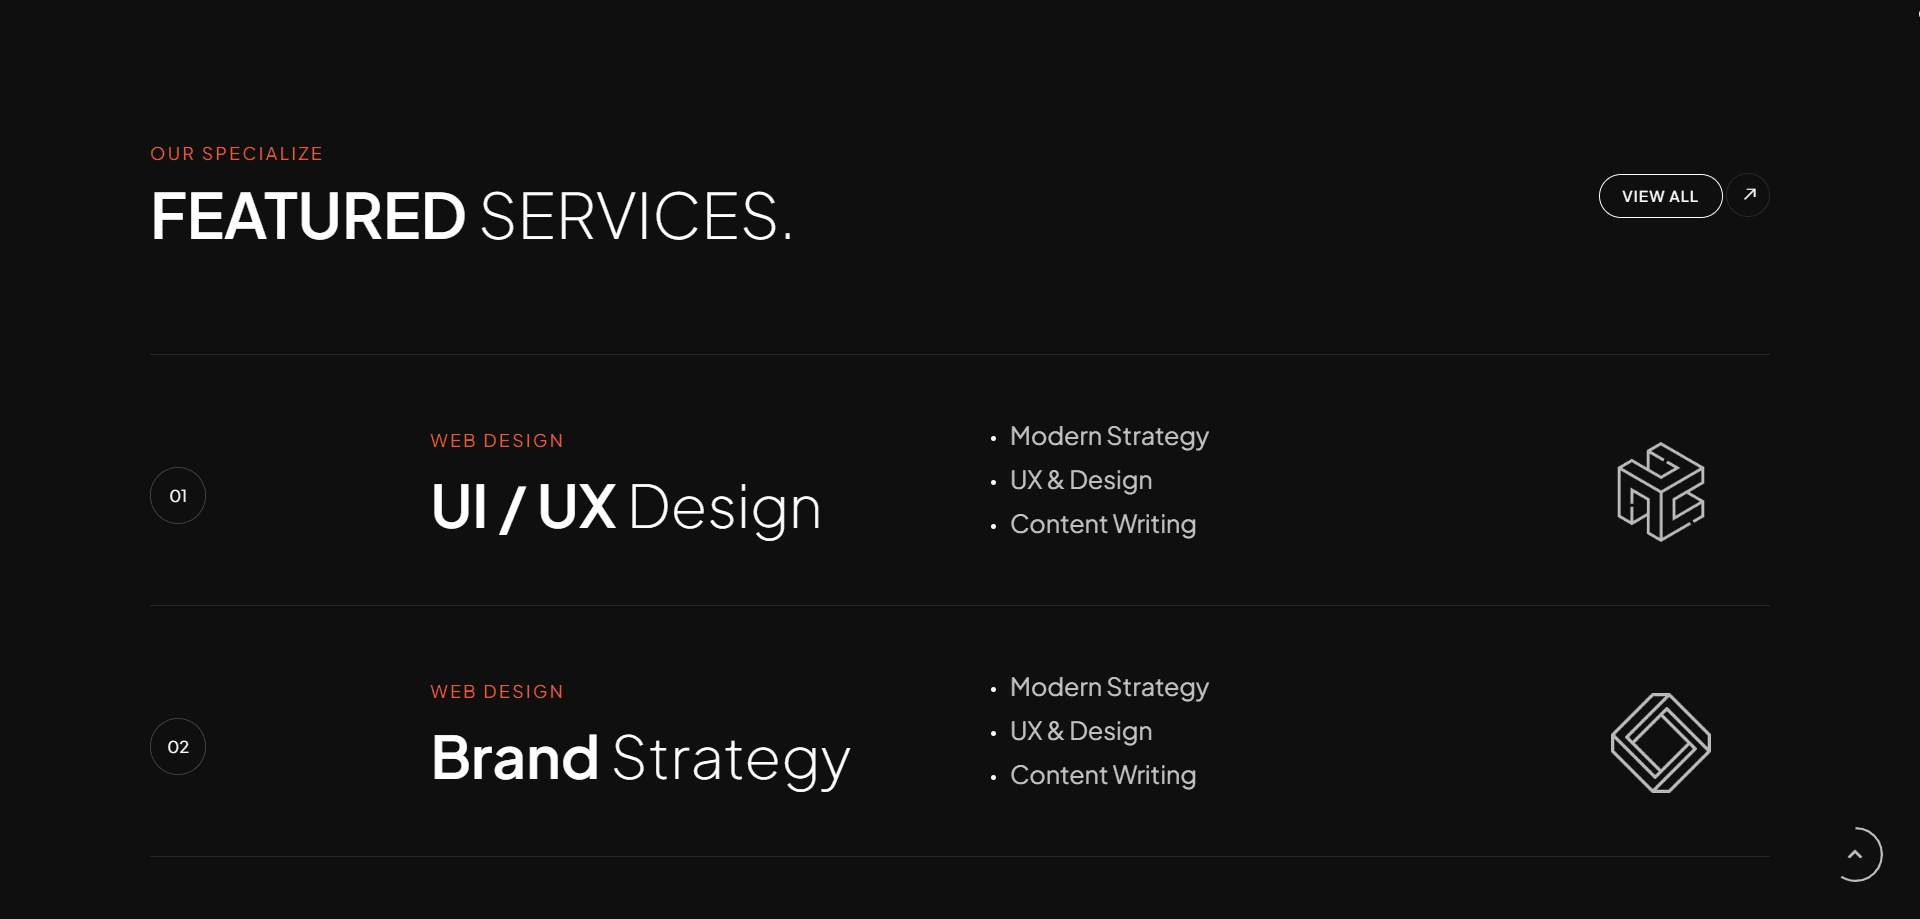 OUR SPECIALIZE
FEATURED SERVICES.
VIEW ALL
01
WEB DESIGN
UI / UX Design
• Modern Strategy
• UX & Design
• Content Writing
02
WEB DESIGN
Brand Strategy
• Modern Strategy
• UX & Design
• Content Writing